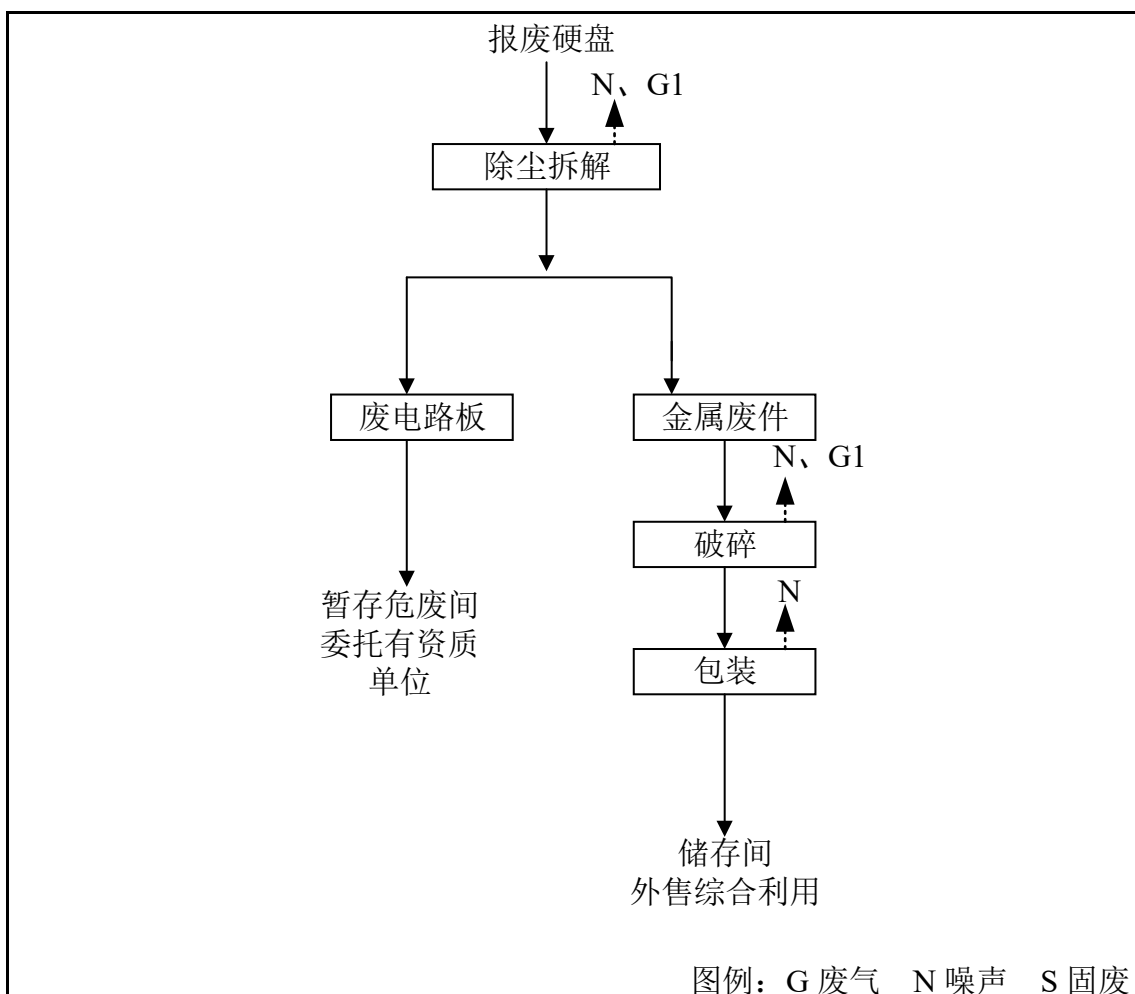 报废硬盘
N、G1
除尘拆解
废电路板
金属废件
N、G1
破碎
暂存危废间
委托有资质
单位
N
包装
储存间
外售综合利用
图例：G 废气 N 噪声 S 固废